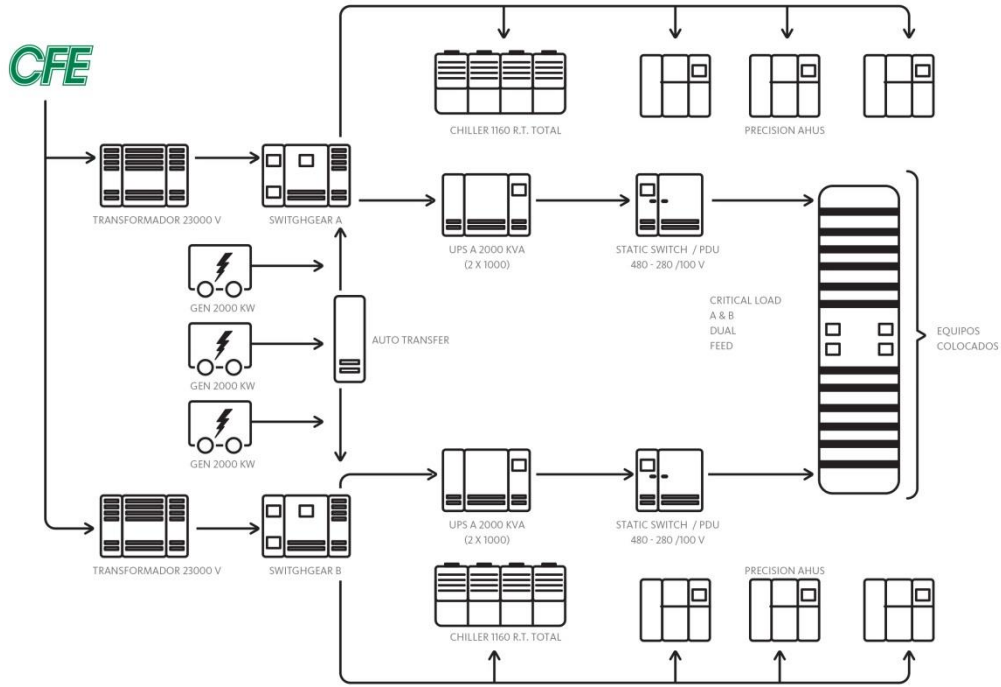 CFE
CHILLER 1160 R.T. TOTAL
PRECISION AHUS
TRANSFORMADOR 23000 V
SWITHGEAR A
UPS A 2000 KVA
(2 X 1000)
STATIC SWITCH / PDU
480 - 280 /100 V
GEN 2000 KW
CRITICAL LOAD
A & B
DUAL
FEED
AUTO TRANSFER
EQUIPOS
COLOCADOS
GEN 2000 KW
GEN 2000 KW
UPS A 2000 KVA
(2 X 1000)
STATIC SWITCH / PDU
480 - 280 /100 V
TRANSFORMADOR 23000 V
SWITHGEAR B
PRECISION AHUS
CHILLER 1160 R.T. TOTAL